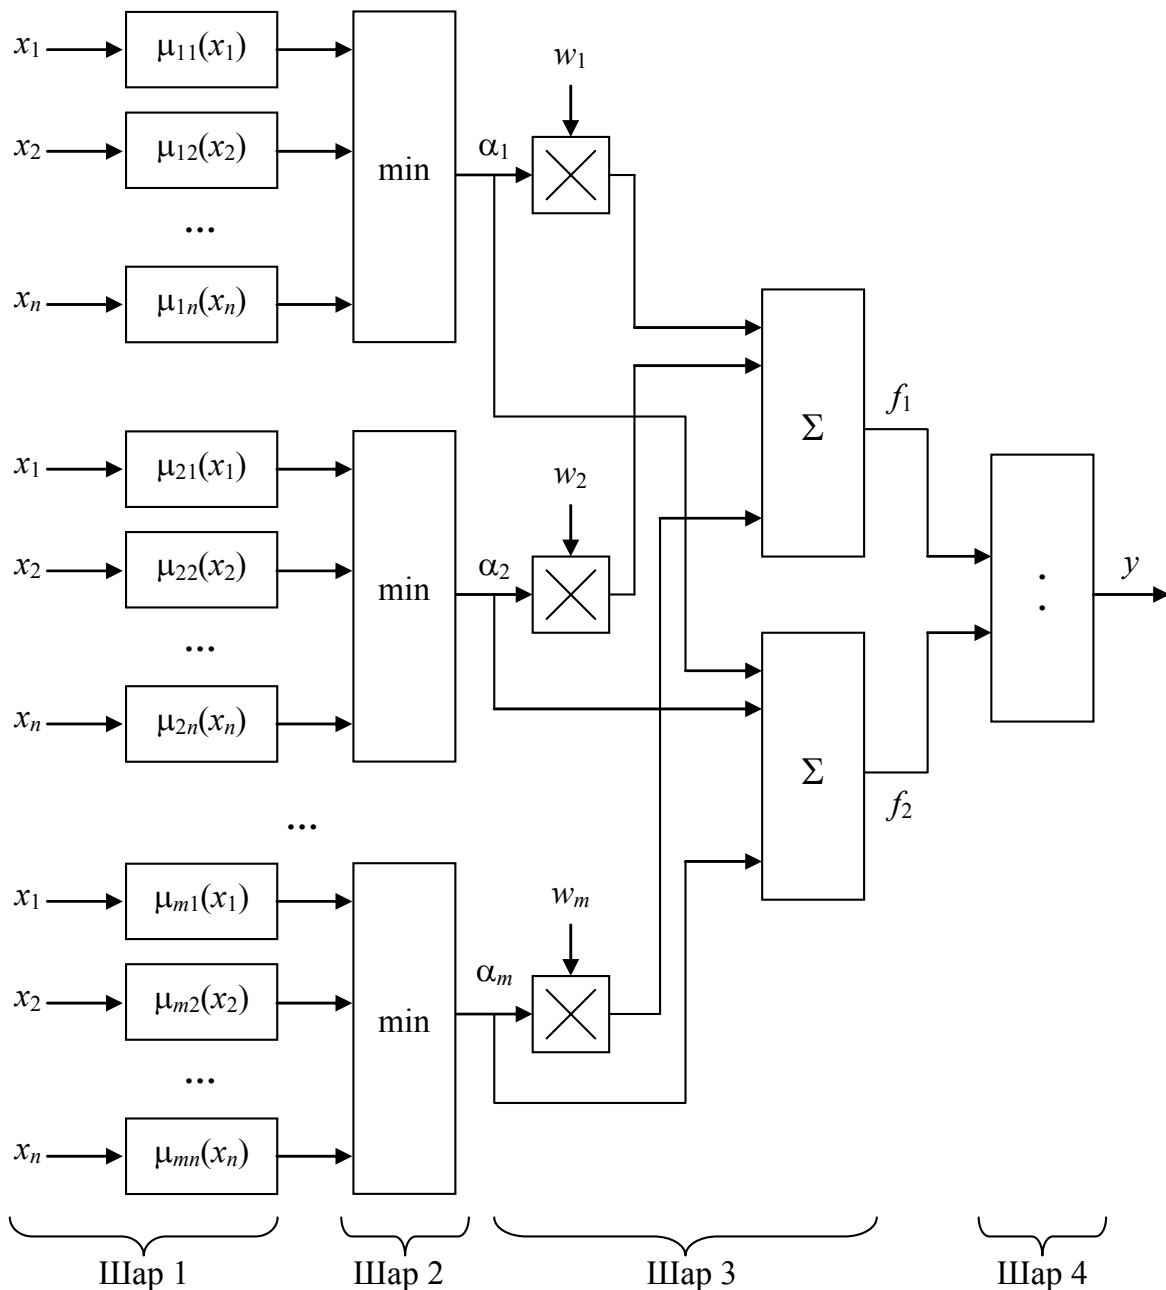 x₁ μ₁₁(x₁)
x₂ μ₁₂(x₂)
...
xₙ μ₁ₙ(xₙ)
min
α₁
w₁
x₁ μ₂₁(x₁)
x₂ μ₂₂(x₂)
...
xₙ μ₂ₙ(xₙ)
min
α₂
w₂
...
x₁ μₘ₁(x₁)
x₂ μₘ₂(x₂)
...
xₙ μₘₙ(xₙ)
min
αₘ
wₘ
Σ
f₁
Σ
f₂
:
y
Шар 1 Шар 2 Шар 3 Шар 4